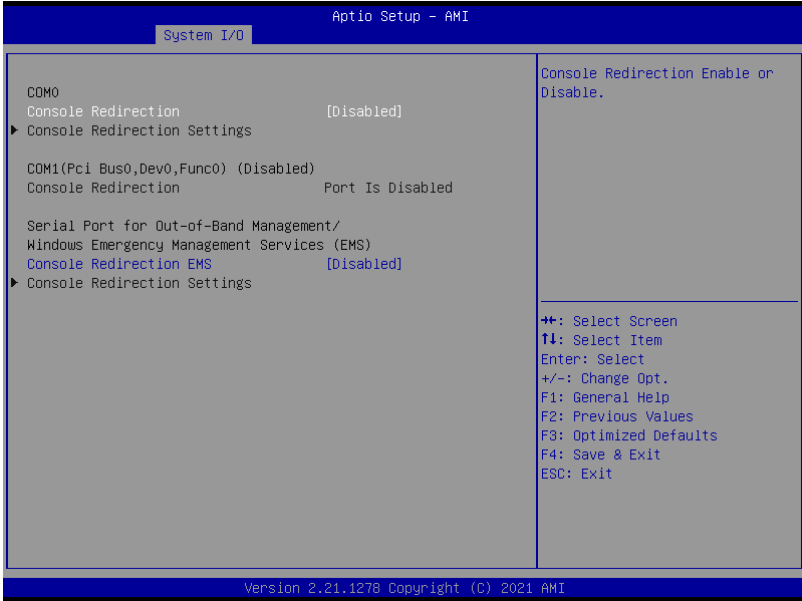 Aptio Setup – AMI
System I/O
COM0
Console Redirection [Disabled]
Console Redirection Settings
COM1(Pci Bus0,Dev0,Func0) (Disabled)
Console Redirection Port Is Disabled
Serial Port for Out-of-Band Management/
Windows Emergency Management Services (EMS)
Console Redirection EMS [Disabled]
Console Redirection Settings
Console Redirection Enable or
Disable.
→←: Select Screen
↑↓: Select Item
Enter: Select
+/-: Change Opt.
F1: General Help
F2: Previous Values
F3: Optimized Defaults
F4: Save & Exit
ESC: Exit
Version 2.21.1278 Copyright (C) 2021 AMI